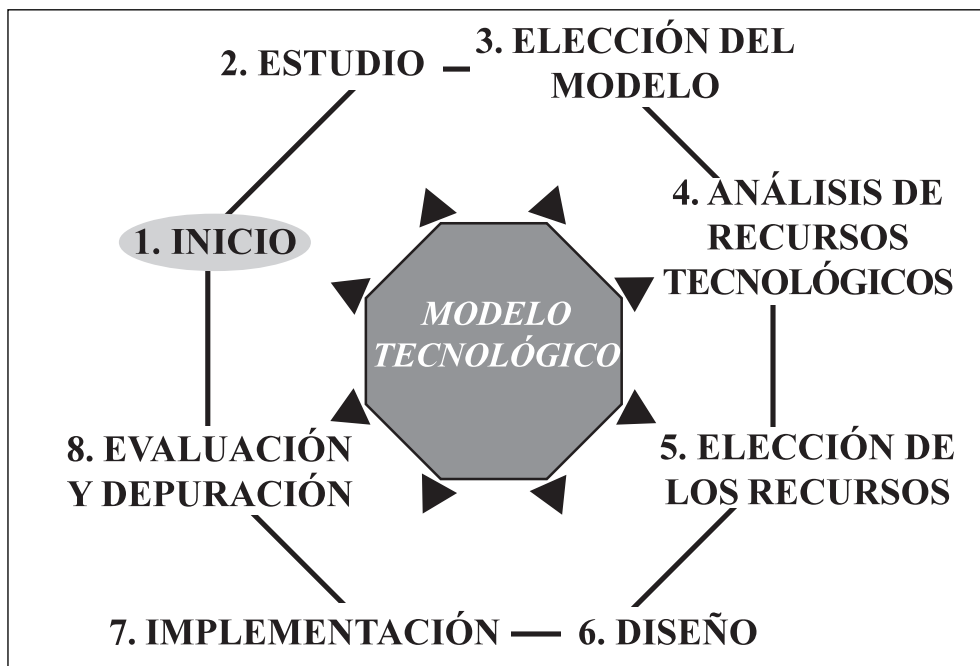 2. ESTUDIO
3. ELECCIÓN DEL
MODELO
4. ANÁLISIS DE
RECURSOS
TECNOLÓGICOS
1. INICIO
MODELO
TECNOLÓGICO
8. EVALUACIÓN
Y DEPURACIÓN
5. ELECCIÓN DE
LOS RECURSOS
7. IMPLEMENTACIÓN
6. DISEÑO